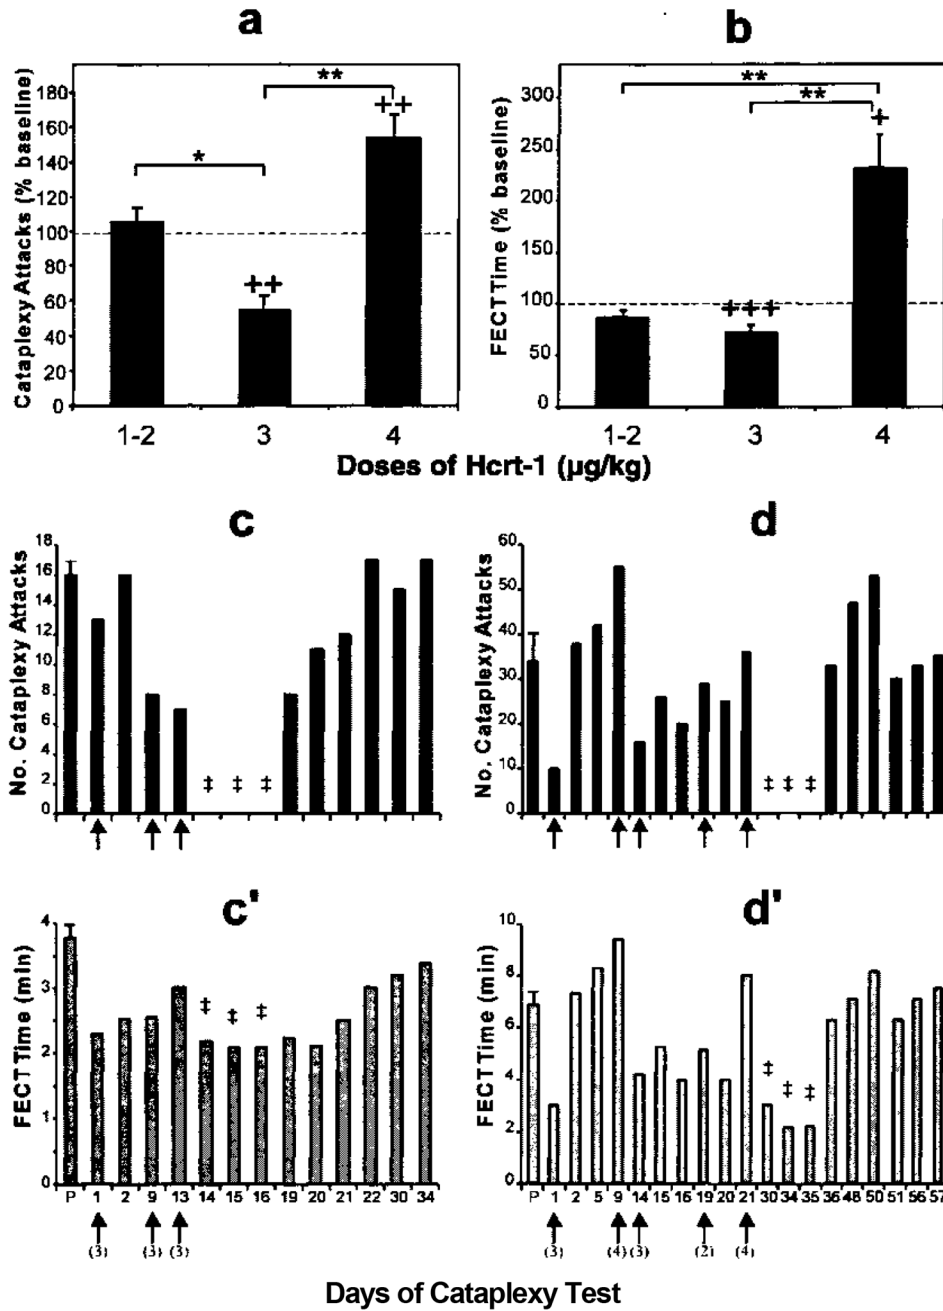 a
b
Cataplexy Attacks (% baseline)
180
160
140
120
100
80
60
40
20
0
*
**
++
++
1-2
3
4
FECT Time (% baseline)
300
250
200
150
100
50
0
**
**
+
+++
1-2
3
4
Doses of Hcrt-1 (µg/kg)
c
No. Cataplexy Attacks
18
16
14
12
10
8
6
4
2
0
‡ ‡ ‡
d
No. Cataplexy Attacks
60
50
40
30
20
10
0
‡ ‡ ‡
c'
FECT Time (min)
4
3
2
1
0
‡ ‡ ‡
P 1 2 9 13 14 15 16 19 20 21 22 30 34
(3) (3) (3)
d'
FECT Time (min)
10
8
6
4
2
0
‡ ‡ ‡
P 1 2 5 9 14 15 16 19 20 21 30 34 35 36 48 50 51 56 57
(3) (4) (3) (2) (4)
Days of Cataplexy Test